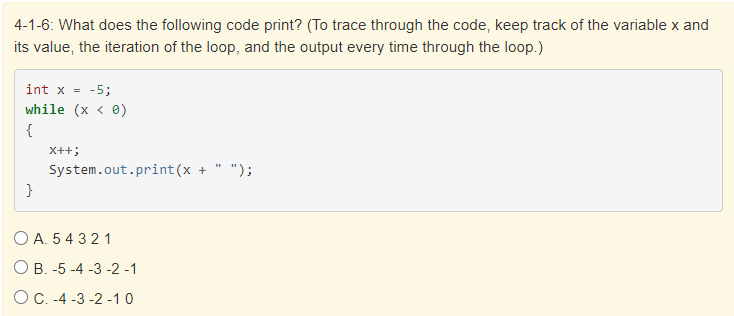 4-1-6: What does the following code print? (To trace through the code, keep track of the variable x and
its value, the iteration of the loop, and the output every time through the loop.)
int x = -5;
while (x < 0)
{
x++;
System.out.print(x + " ");
}
A. 5 4 3 2 1
B. -5 -4 -3 -2 -1
C. -4 -3 -2 -1 0